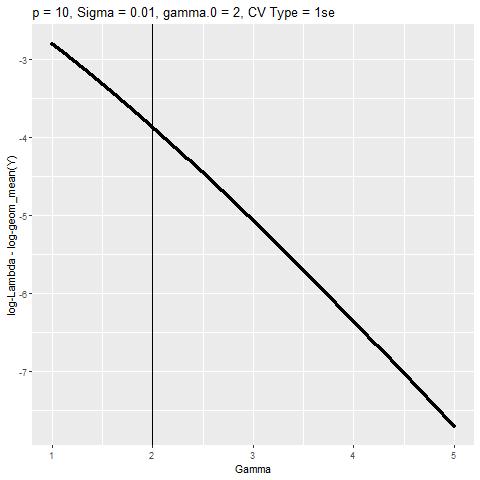 p = 10, Sigma = 0.01, gamma.0 = 2, CV Type = 1se
log-Lambda - log-geom_mean(Y)
-3
-4
-5
-6
-7
1 2 3 4 5
Gamma